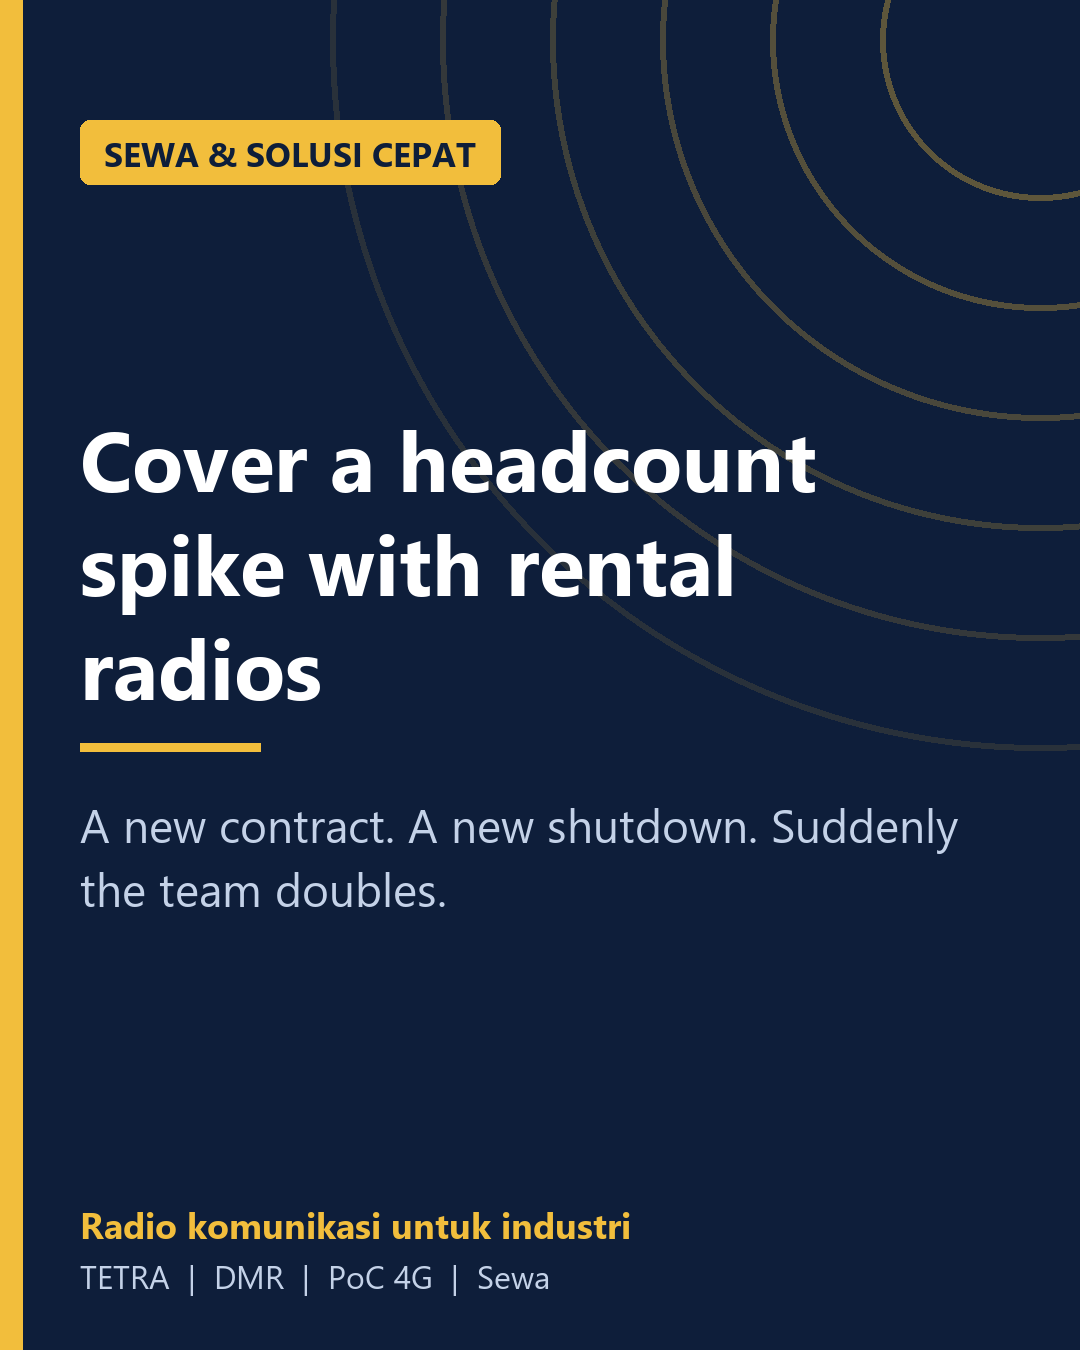 SEWA & SOLUSI CEPAT
Cover a headcount
spike with rental
radios
A new contract. A new shutdown. Suddenly
the team doubles.
Radio komunikasi untuk industri
TETRA | DMR | PoC 4G | Sewa